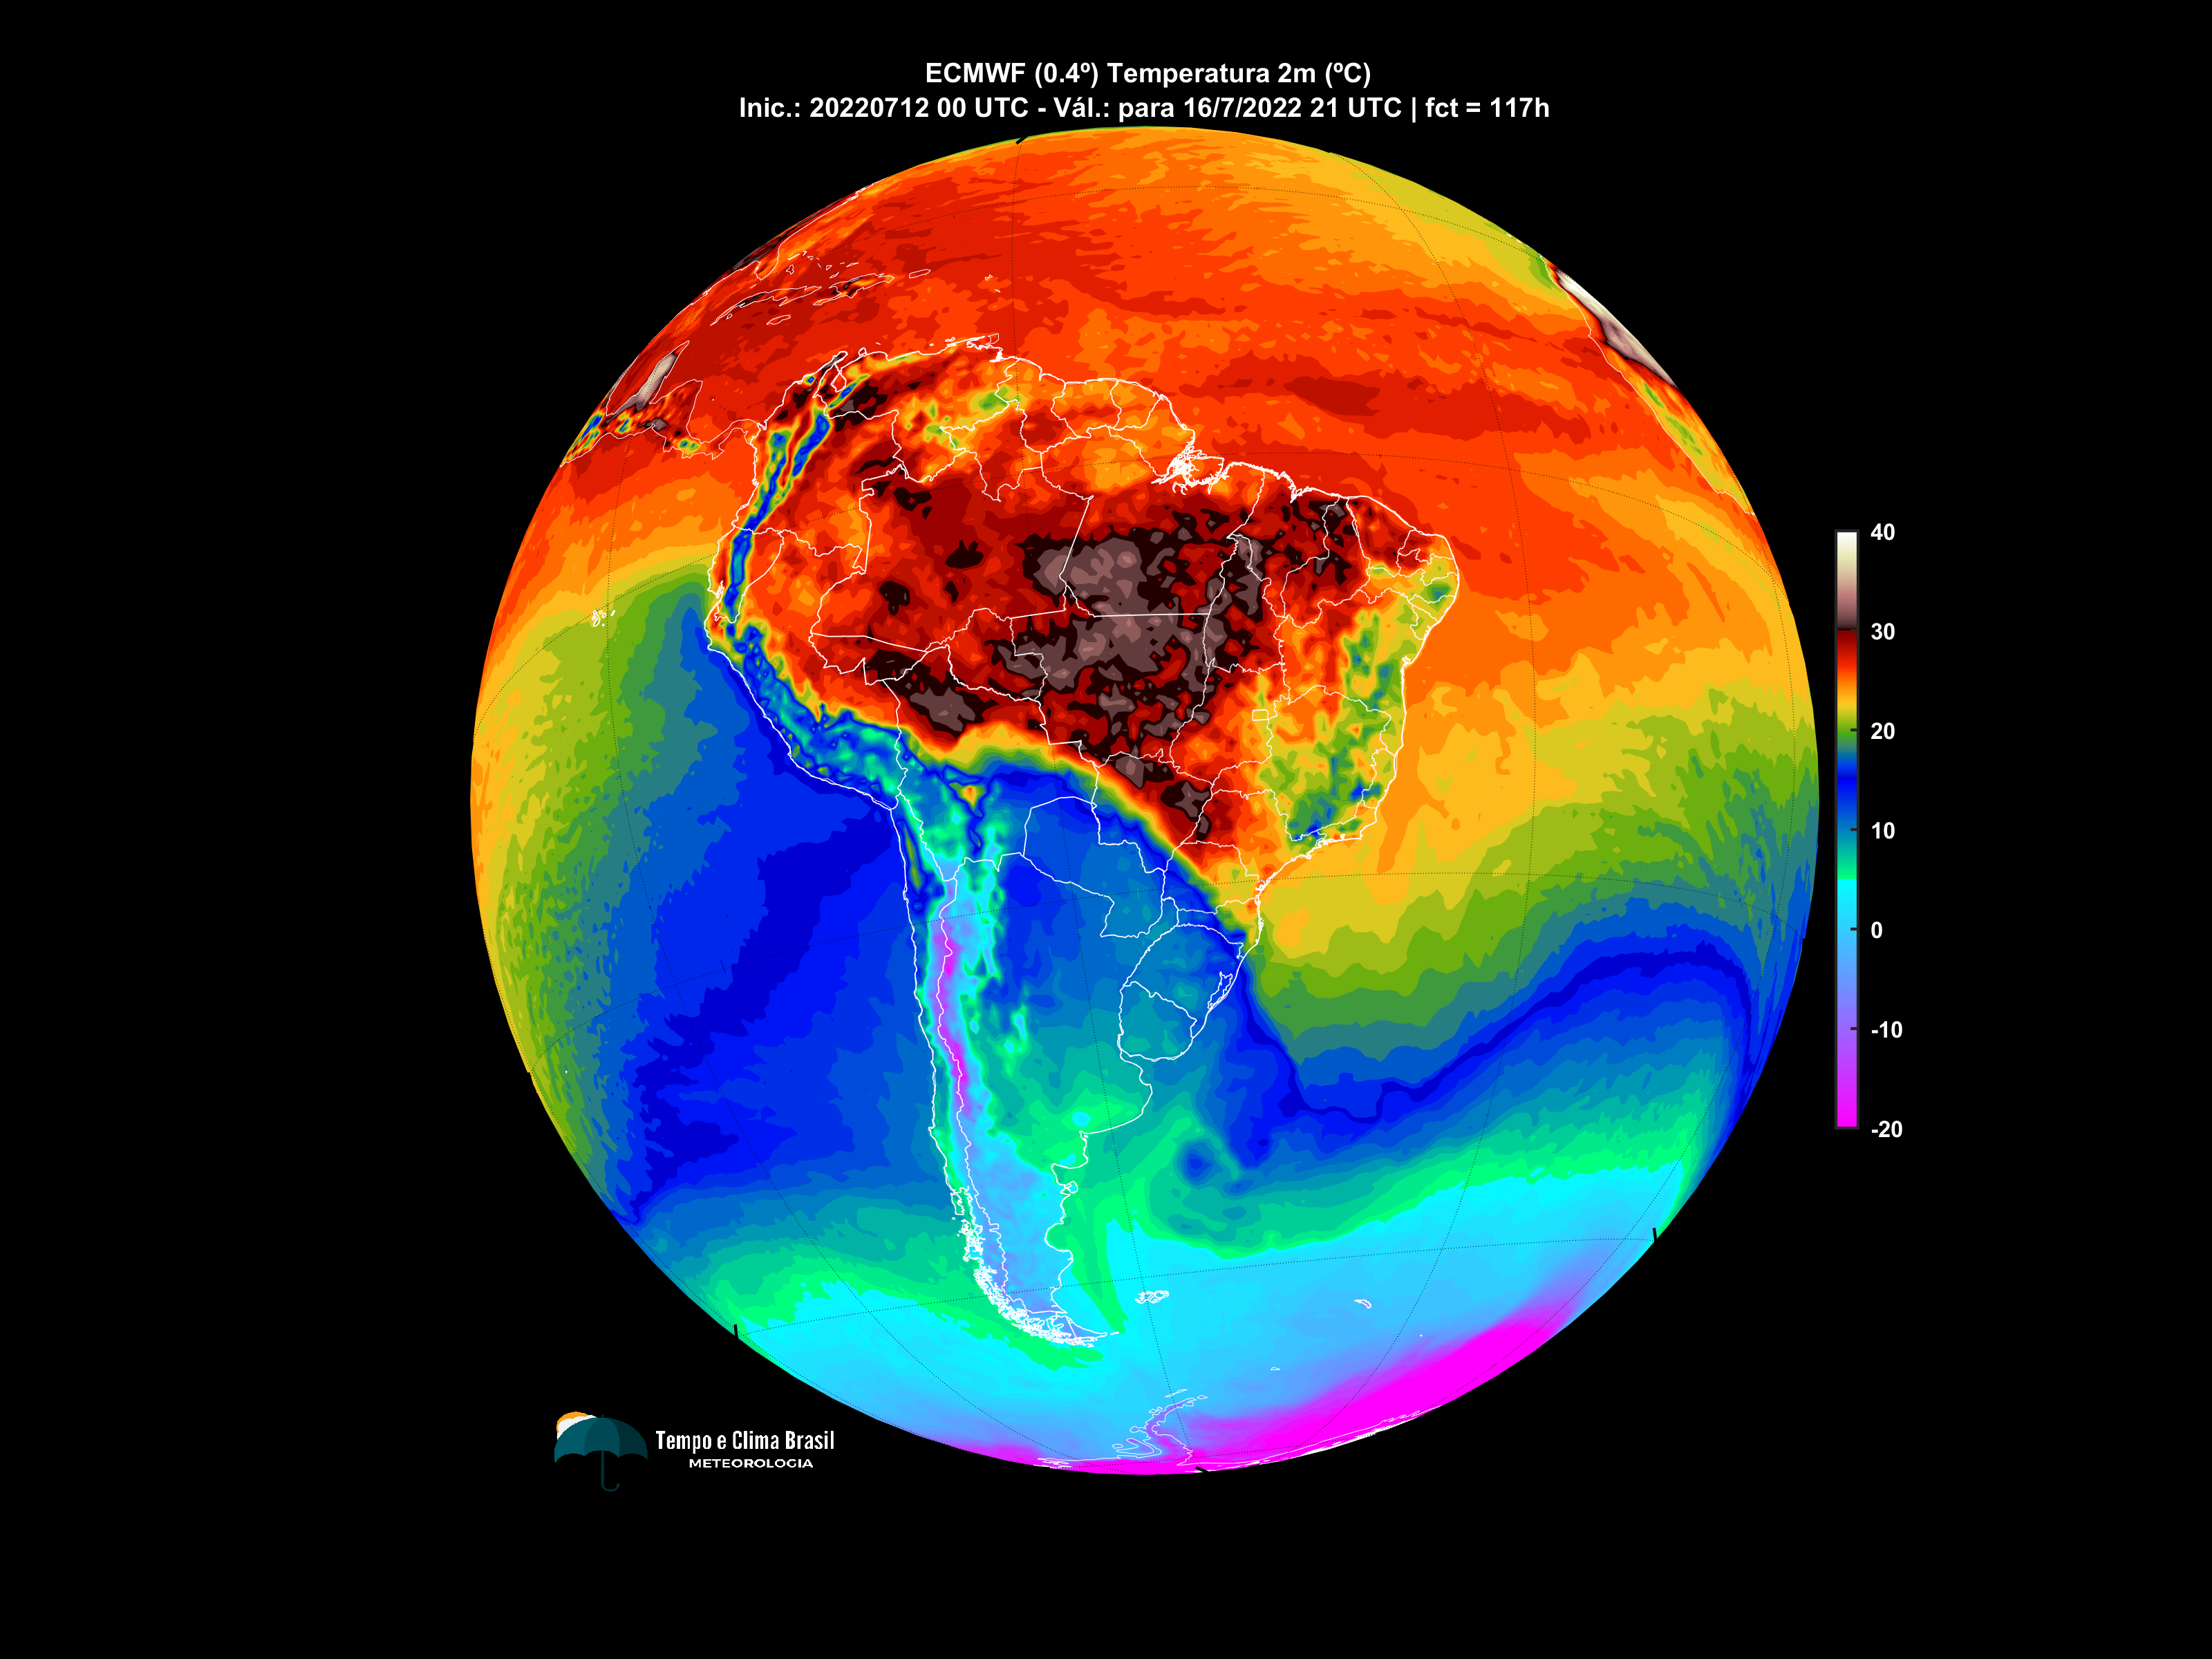 ECMWF (0.4º) Temperatura 2m (ºC)
Inic.: 20220712 00 UTC - Vál.: para 16/7/2022 21 UTC | fct = 117h
40
30
20
10
0
-10
-20
Tempo e Clima Brasil
METEOROLOGIA